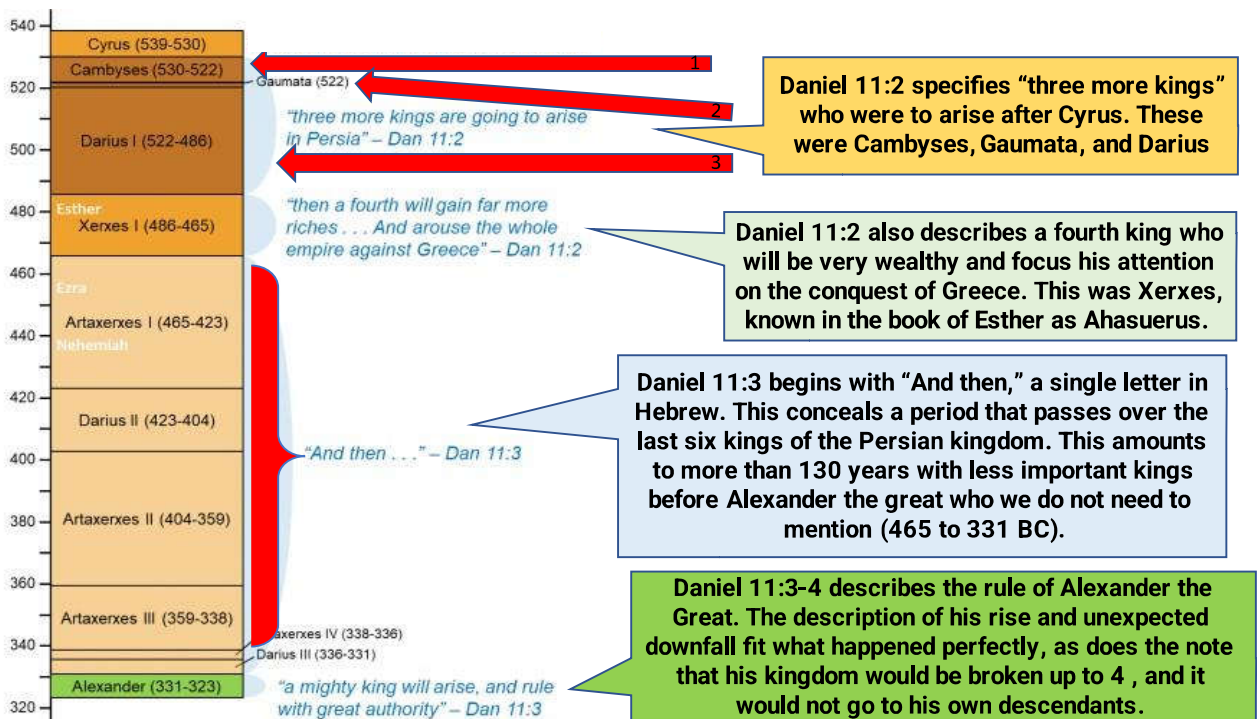 540
520
500
480
460
440
420
400
380
360
340
320
Cyrus (539-530)
Cambyses (530-522)
Gaumata (522)
Darius I (522-486)
Esther
Xerxes I (486-465)
Ezra
Artaxerxes I (465-423)
Nehemiah
Darius II (423-404)
Artaxerxes II (404-359)
Artaxerxes III (359-338)
axerxes IV (338-336)
Darius III (336-331)
Alexander (331-323)
1
2
3
“three more kings are going to arise
in Persia” – Dan 11:2
“then a fourth will gain far more
riches . . . And arouse the whole
empire against Greece” – Dan 11:2
“And then . . .” – Dan 11:3
“a mighty king will arise, and rule
with great authority” – Dan 11:3
Daniel 11:2 specifies “three more kings”
who were to arise after Cyrus. These
were Cambyses, Gaumata, and Darius
Daniel 11:2 also describes a fourth king who
will be very wealthy and focus his attention
on the conquest of Greece. This was Xerxes,
known in the book of Esther as Ahasuerus.
Daniel 11:3 begins with “And then,” a single letter in
Hebrew. This conceals a period that passes over the
last six kings of the Persian kingdom. This amounts
to more than 130 years with less important kings
before Alexander the great who we do not need to
mention (465 to 331 BC).
Daniel 11:3-4 describes the rule of Alexander the
Great. The description of his rise and unexpected
downfall fit what happened perfectly, as does the note
that his kingdom would be broken up to 4 , and it
would not go to his own descendants.